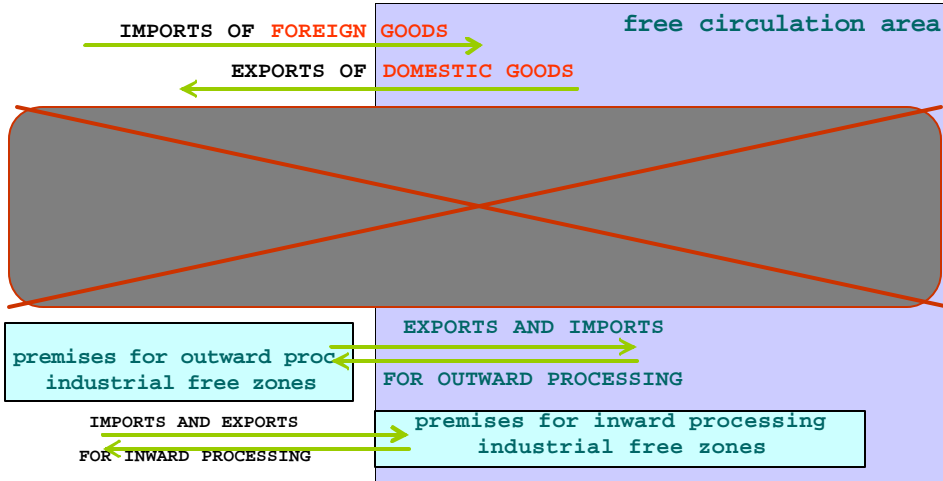 IMPORTS OF FOREIGN GOODS
free circulation area
EXPORTS OF DOMESTIC GOODS
EXPORTS AND IMPORTS
premises for outward proc
industrial free zones
FOR OUTWARD PROCESSING
IMPORTS AND EXPORTS
premises for inward processing
industrial free zones
FOR INWARD PROCESSING